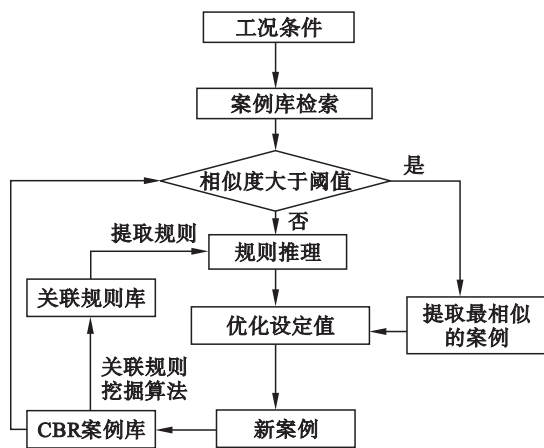 工况条件
案例库检索
相似度大于阈值
是
否
提取规则
规则推理
关联规则库
优化设定值
提取最相似
的案例
关联规则
挖掘算法
CBR案例库
新案例